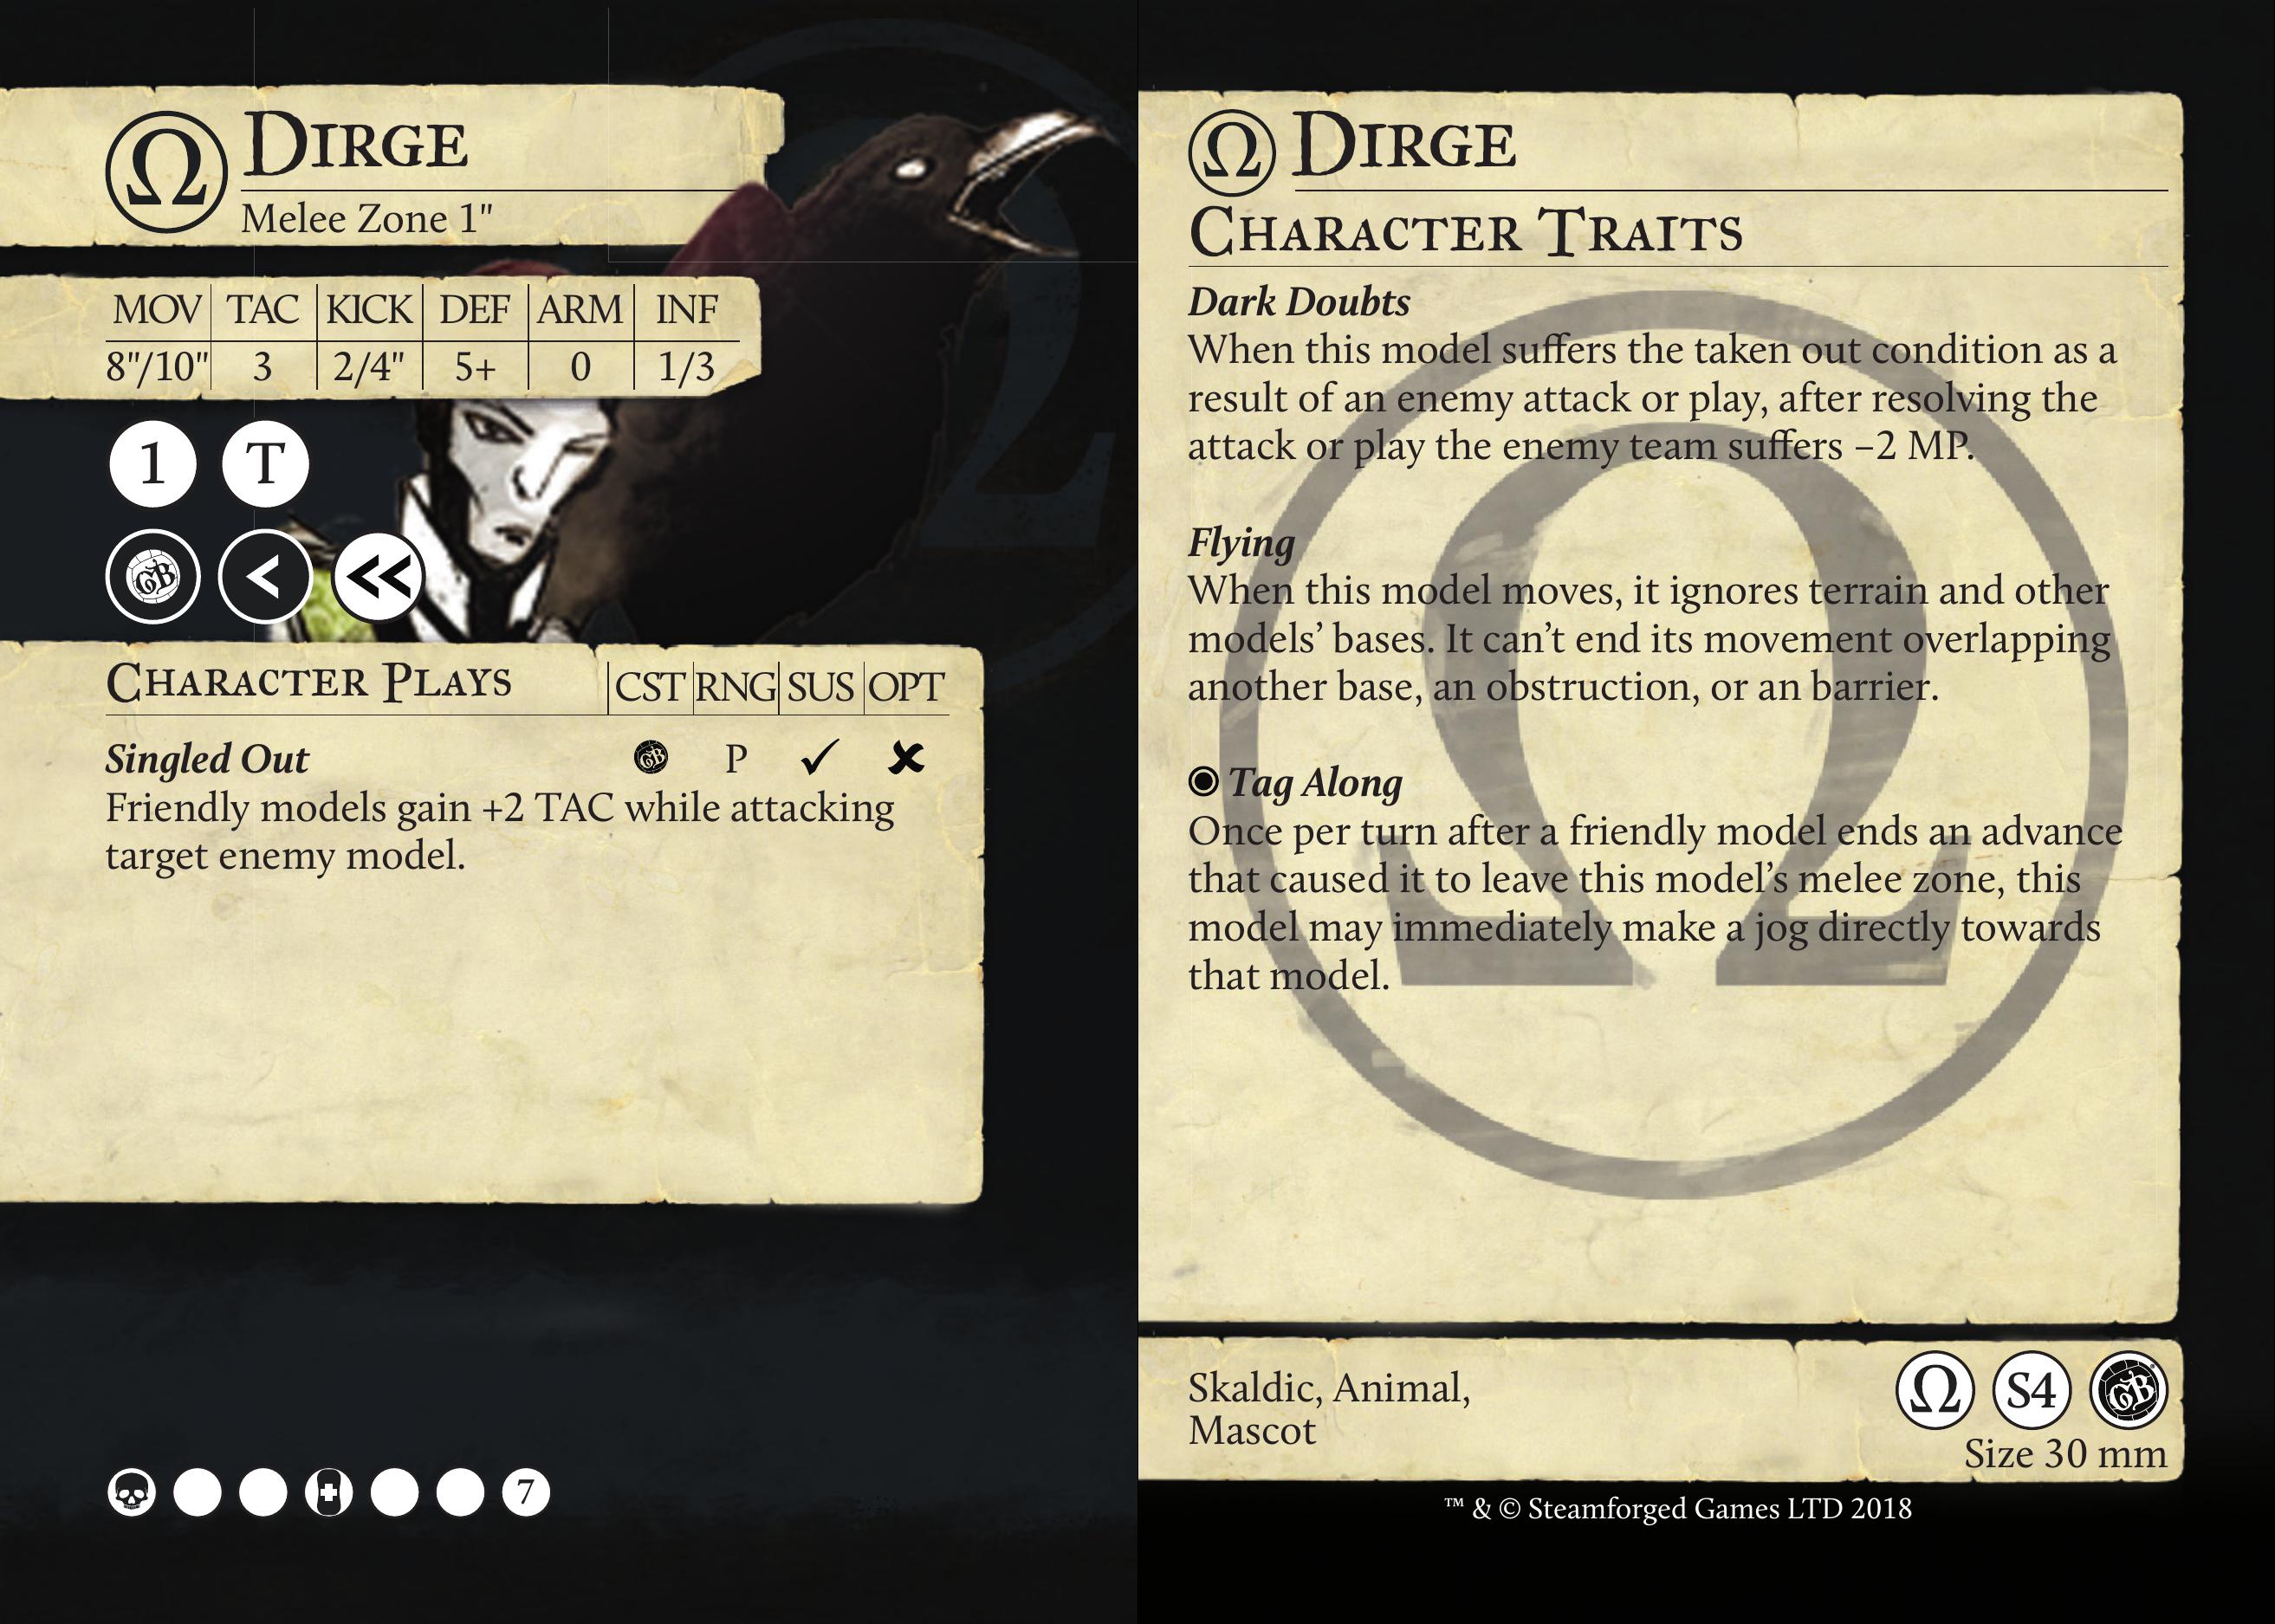 Ω DIRGE
Melee Zone 1"
MOV TAC KICK DEF ARM INF
8"/10" 3 2/4" 5+ 0 1/3
1 T
GB < <<
CHARACTER PLAYS CST RNG SUS OPT
Singled Out GB P ✓ ✘
Friendly models gain +2 TAC while attacking
target enemy model.
7
Ω DIRGE
CHARACTER TRAITS
Dark Doubts
When this model suffers the taken out condition as a
result of an enemy attack or play, after resolving the
attack or play the enemy team suffers –2 MP.
Flying
When this model moves, it ignores terrain and other
models’ bases. It can’t end its movement overlapping
another base, an obstruction, or an barrier.
Tag Along
Once per turn after a friendly model ends an advance
that caused it to leave this model’s melee zone, this
model may immediately make a jog directly towards
that model.
Skaldic, Animal,
Mascot
Ω S4 GB
Size 30 mm
™ & © Steamforged Games LTD 2018